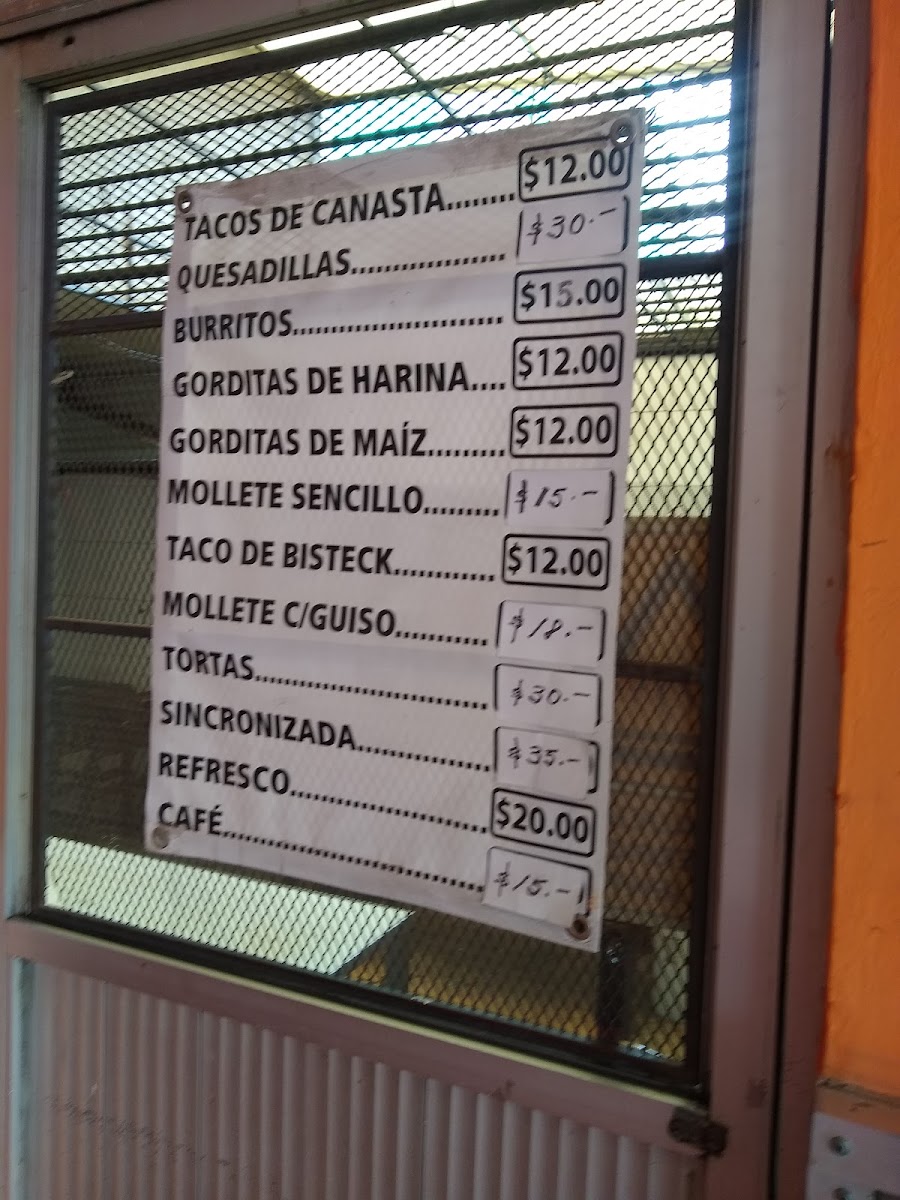 TACOS DE CANASTA........ $12.00
QUESADILLAS.................. $30.-
BURRITOS......................... $15.00
GORDITAS DE HARINA.... $12.00
GORDITAS DE MAÍZ......... $12.00
MOLLETE SENCILLO......... $15.-
TACO DE BISTECK............ $12.00
MOLLETE C/GUISO........... $18.-
TORTAS............................ $30.-
SINCRONIZADA................ $35.-
REFRESCO........................ $20.00
CAFÉ................................ $15.-